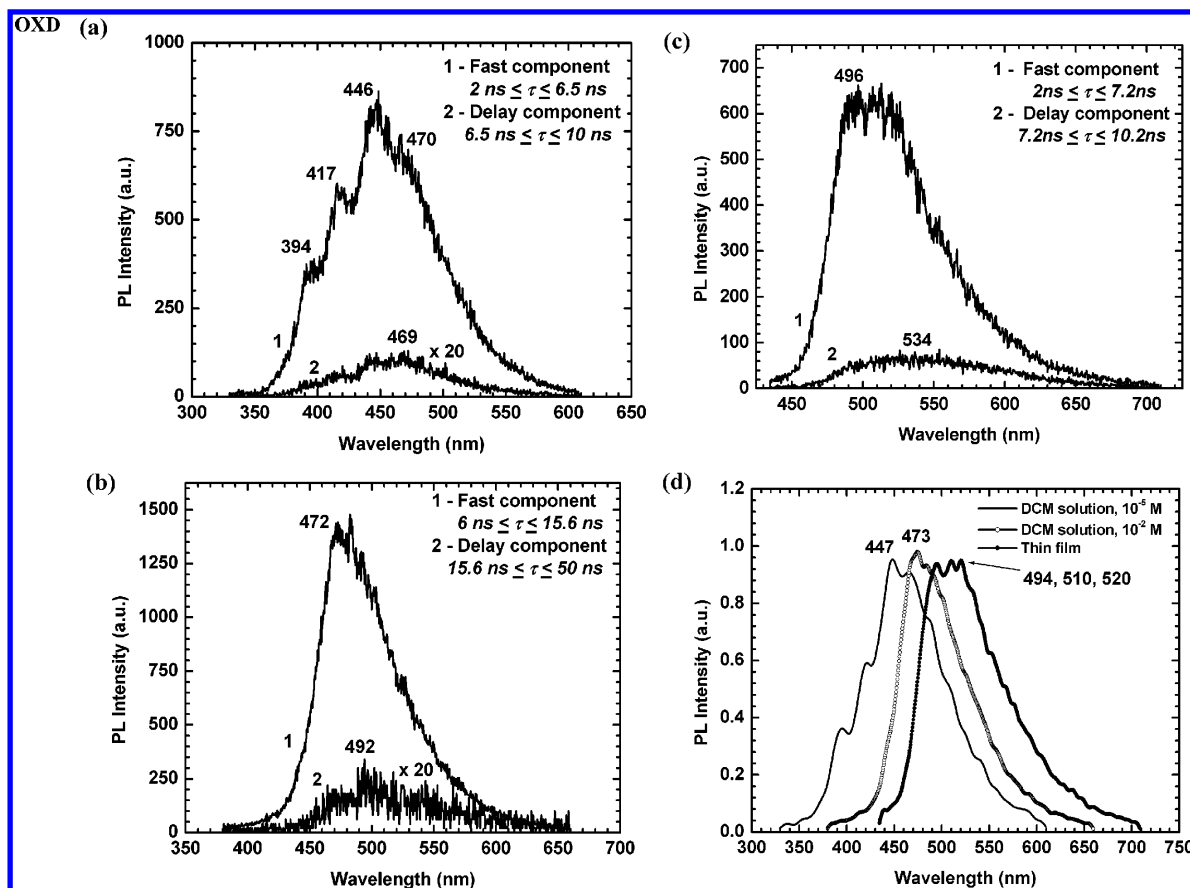 OXD
(a)
1 - Fast component
2 ns ≤ τ ≤ 6.5 ns
2 - Delay component
6.5 ns ≤ τ ≤ 10 ns
446
470
417
394
469
x 20
1
2
1000
750
500
250
0
PL Intensity (a.u.)
300 350 400 450 500 550 600 650
Wavelength (nm)
(c)
1 - Fast component
2ns ≤ τ ≤ 7.2ns
2 - Delay component
7.2ns ≤ τ ≤ 10.2ns
496
534
1
2
700
600
500
400
300
200
100
0
PL Intensity (a.u.)
450 500 550 600 650 700
Wavelength (nm)
(b)
1 - Fast component
6 ns ≤ τ ≤ 15.6 ns
2 - Delay component
15.6 ns ≤ τ ≤ 50 ns
472
492
x 20
1
2
1500
1250
1000
750
500
250
0
PL Intensity (a.u.)
350 400 450 500 550 600 650 700
Wavelength (nm)
(d)
DCM solution, 10⁻⁵ M
DCM solution, 10⁻² M
Thin film
447
473
494, 510, 520
1.2
1.0
0.8
0.6
0.4
0.2
0.0
PL Intensity (a.u.)
300 350 400 450 500 550 600 650 700 750
Wavelength (nm)